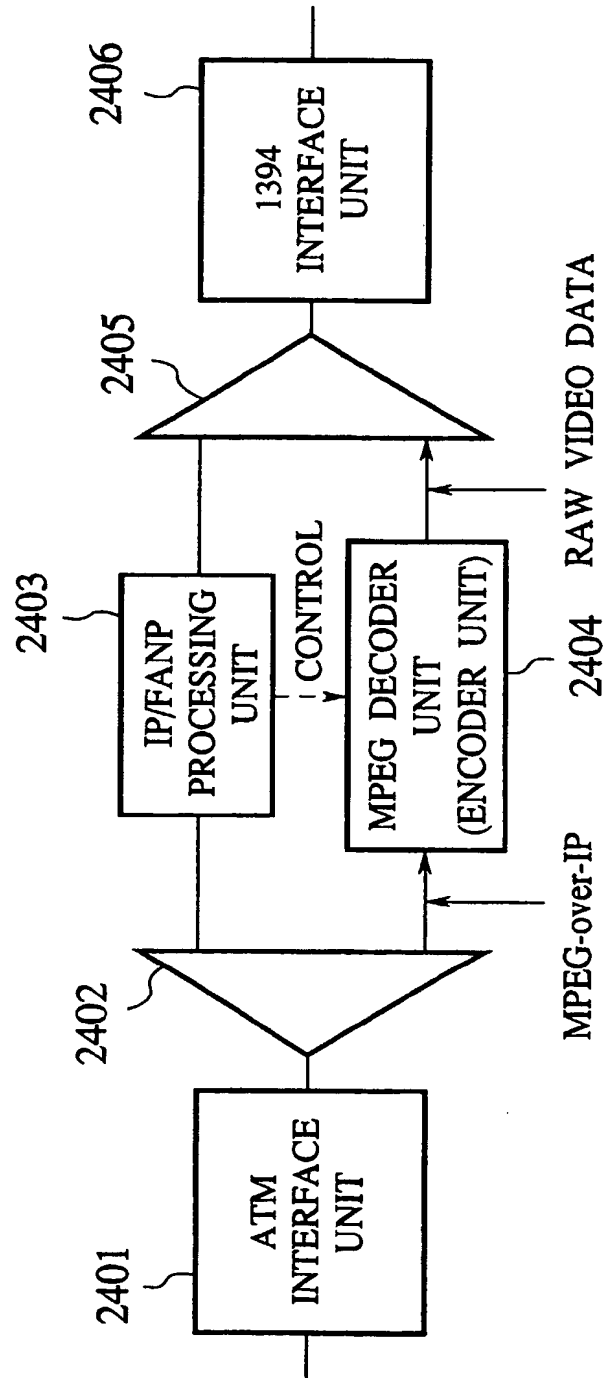 2401
ATM
INTERFACE
UNIT
2402
2403
IP/FANP
PROCESSING
UNIT
CONTROL
MPEG DECODER
UNIT
(ENCODER UNIT)
2404
MPEG-over-IP
RAW VIDEO DATA
2405
2406
1394
INTERFACE
UNIT